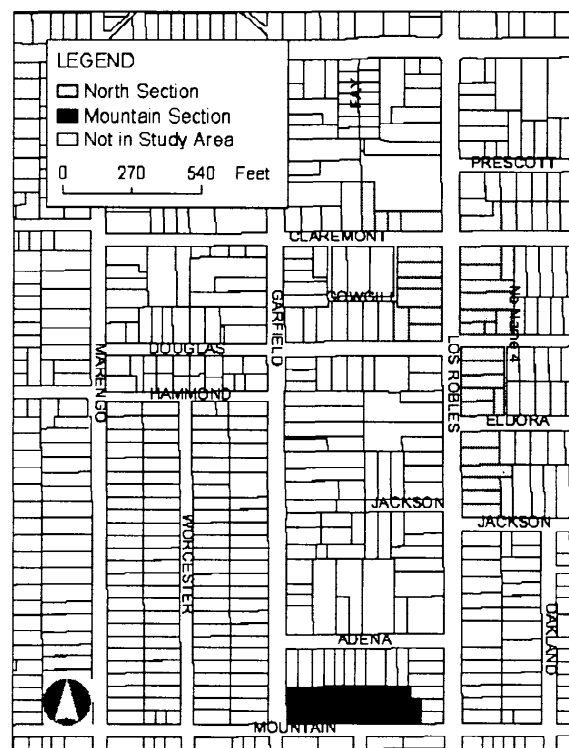 LEGEND
North Section
Mountain Section
Not in Study Area
0 270 540 Feet
FAY
PRESCOTT
CLAREMONT
COWGILL
GARFIELD
No Name 4
DOUGLAS
MARENGO
LOS ROBLES
HAMMOND
ELDORA
JACKSON
JACKSON
WORCESTER
OAKLAND
ADENA
MOUNTAIN